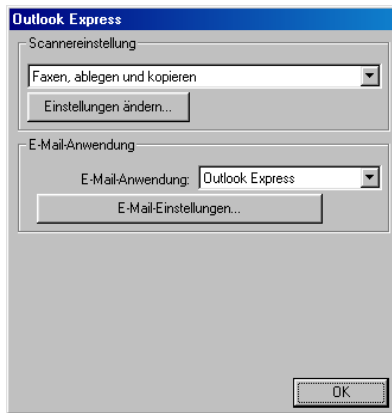 Outlook Express
Scannereinstellung
Faxen, ablegen und kopieren
Einstellungen ändern...
E-Mail-Anwendung
E-Mail-Anwendung: Outlook Express
E-Mail-Einstellungen...
OK